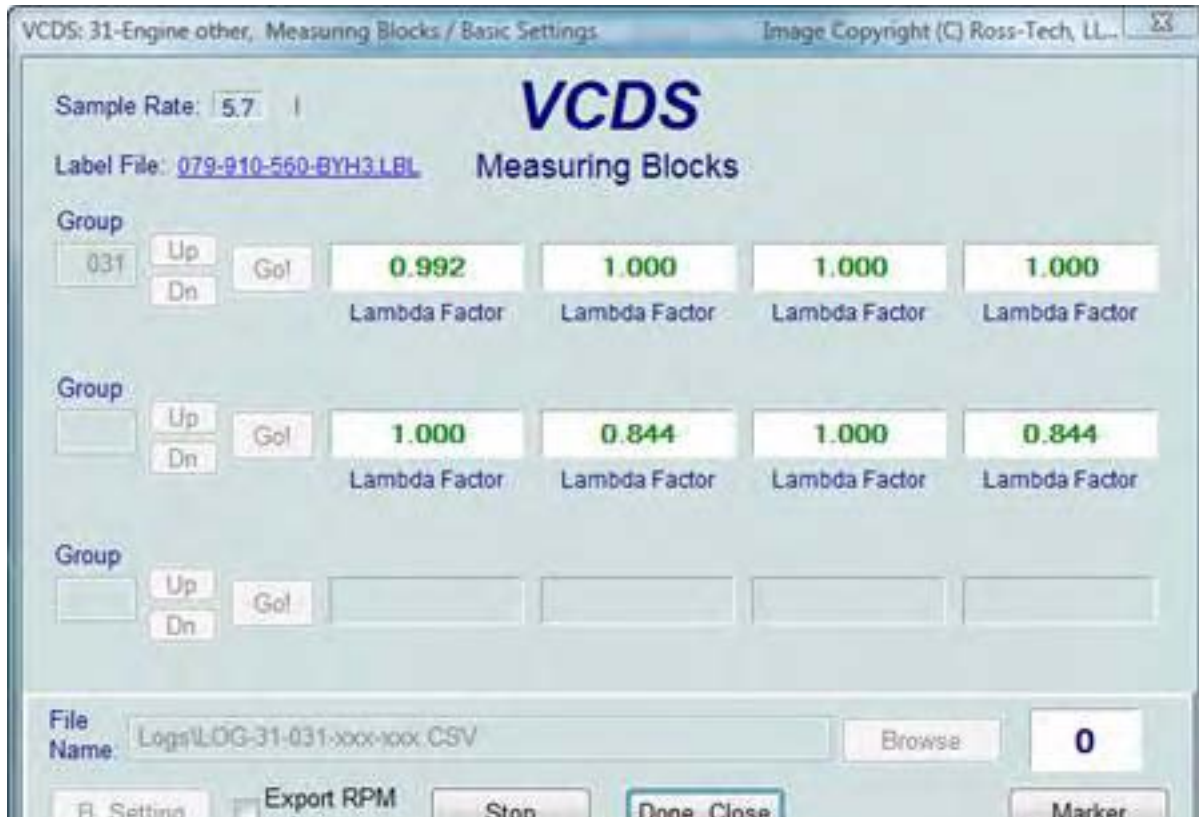 VCDS: 31-Engine other, Measuring Blocks / Basic Settings Image Copyright (C) Ross-Tech, LL...
Sample Rate: 5.7
VCDS
Label File: 079-910-560-BYH3.LBL Measuring Blocks
Group
031 Up Dn Go! 0.992 1.000 1.000 1.000
Lambda Factor Lambda Factor Lambda Factor Lambda Factor
Group
Up Dn Go! 1.000 0.844 1.000 0.844
Lambda Factor Lambda Factor Lambda Factor Lambda Factor
Group
Up Dn Go!
File
Name: Logs\LOG-31-031-xxx-xxx.CSV Browse 0
B. Setting Export RPM Stop Done, Close Marker